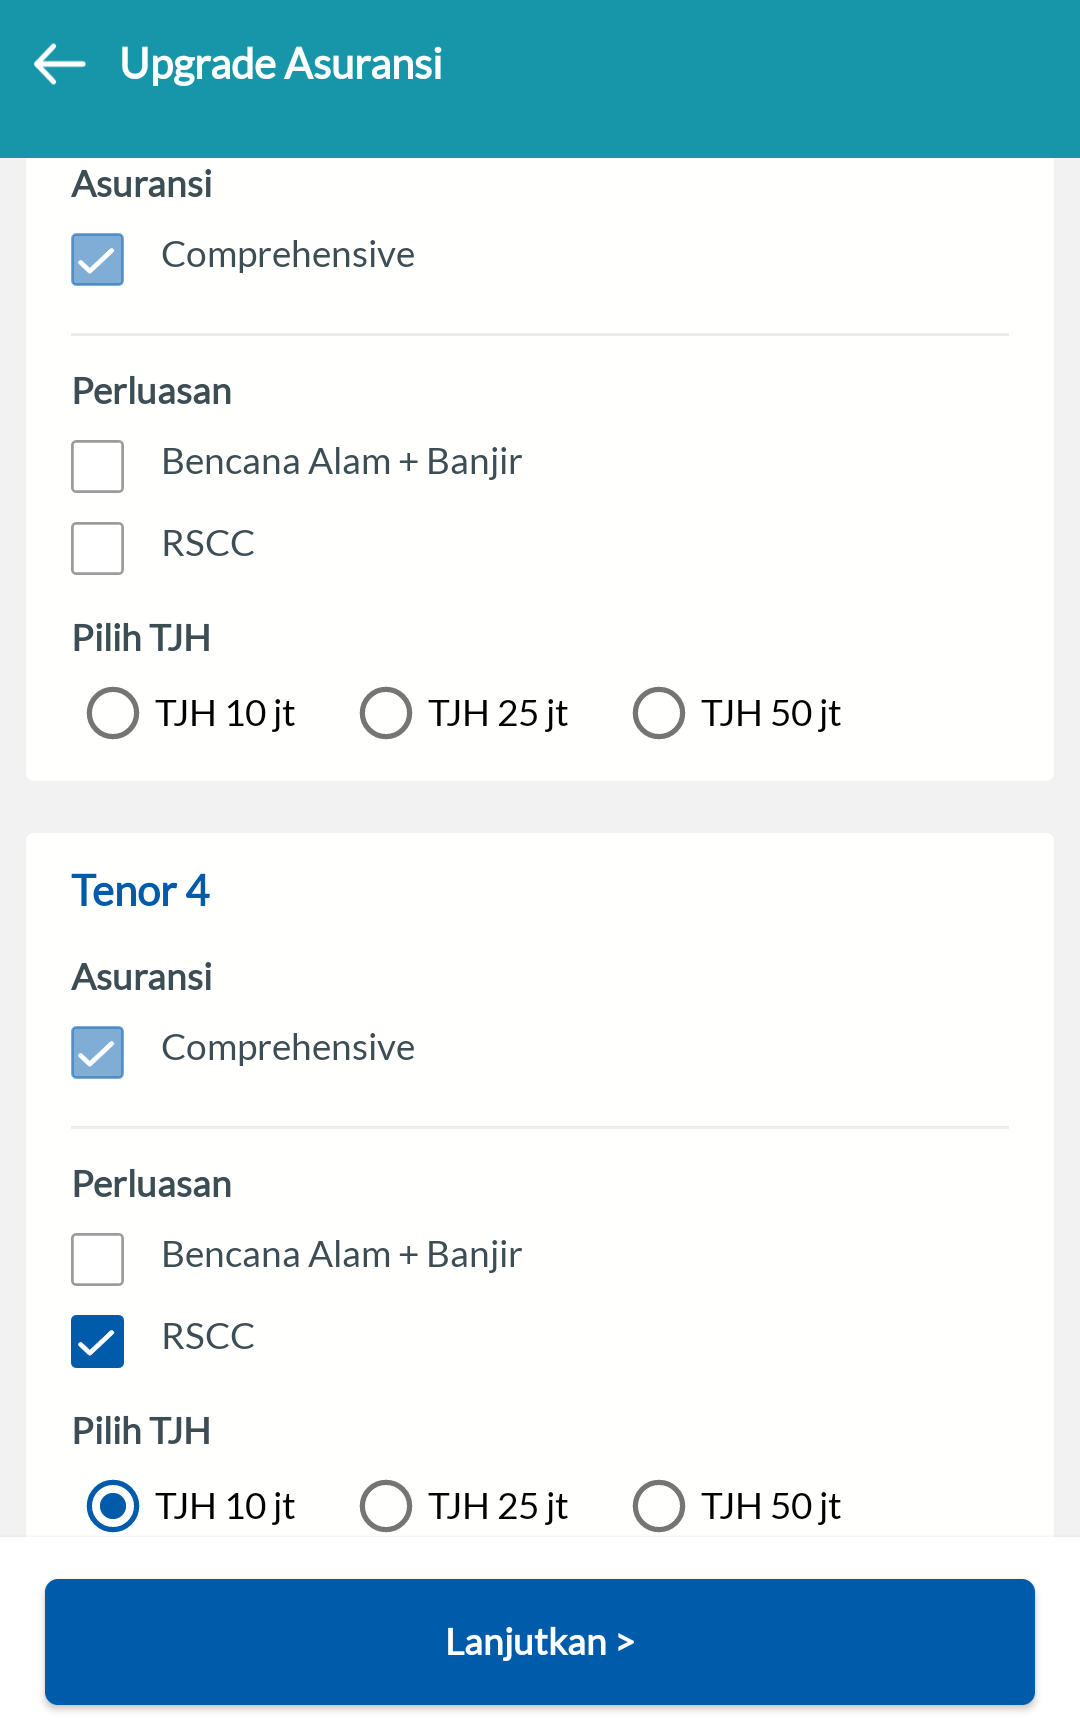 Upgrade Asuransi
Asuransi
Comprehensive
Perluasan
Bencana Alam + Banjir
RSCC
Pilih TJH
TJH 10 jt TJH 25 jt TJH 50 jt
Tenor 4
Asuransi
Comprehensive
Perluasan
Bencana Alam + Banjir
RSCC
Pilih TJH
TJH 10 jt TJH 25 jt TJH 50 jt
Lanjutkan >